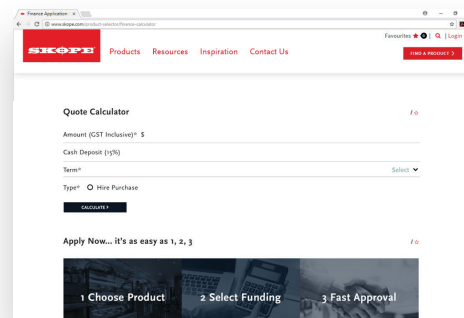 Finance Application
www.skope.com/product-selector/finance-calculator
Favourites ★ 0 | | Login
SKOPE
Products Resources Inspiration Contact Us
FIND A PRODUCT >
Quote Calculator
Amount (GST Inclusive)* $
Cash Deposit (15%)
Term* Select
Type* Hire Purchase
CALCULATE >
Apply Now... it's as easy as 1, 2, 3
1 Choose Product 2 Select Funding 3 Fast Approval